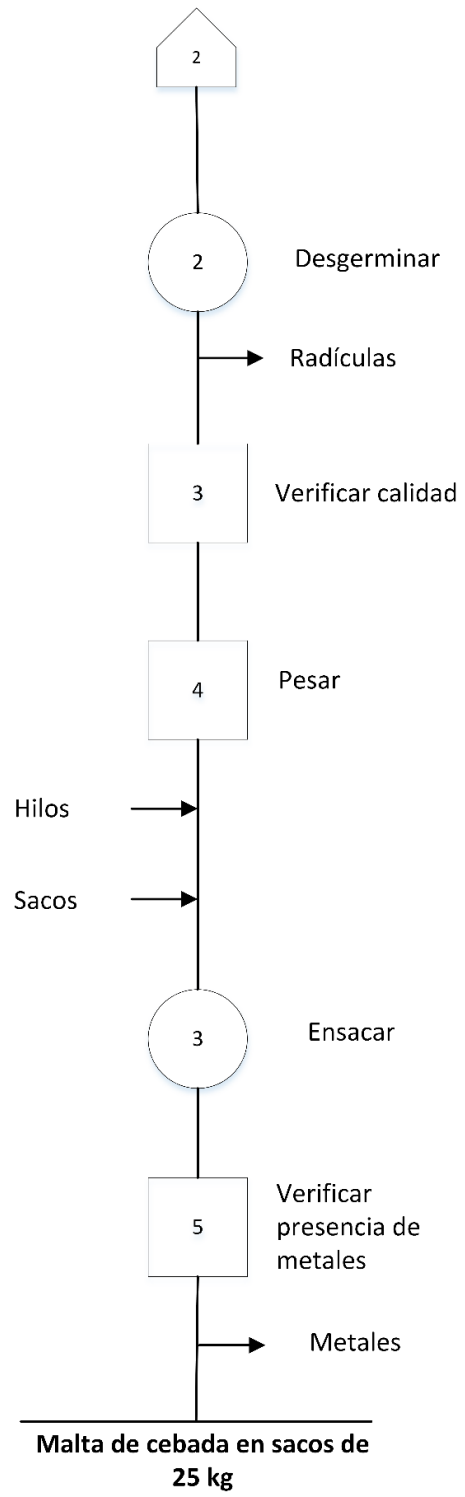 2
2
Desgerminar
Radículas
3
Verificar calidad
4
Pesar
Hilos
Sacos
3
Ensacar
5
Verificar
presencia de
metales
Metales
Malta de cebada en sacos de
25 kg